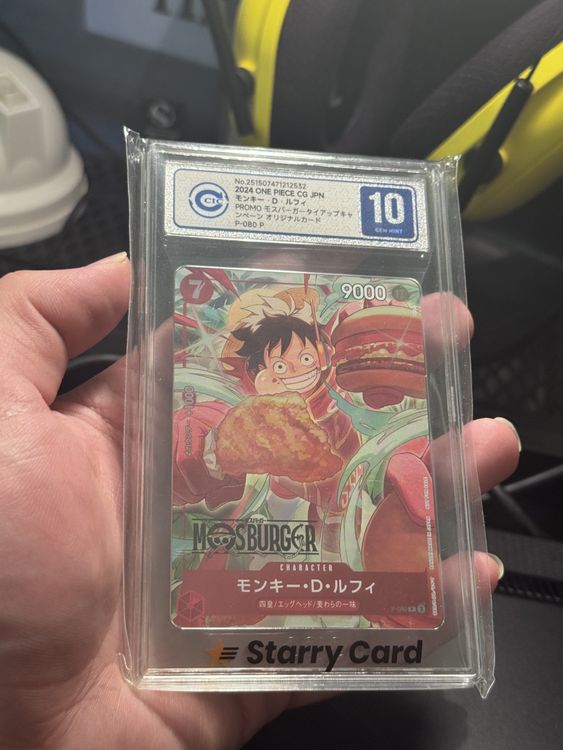 No.251507471212532
2024 ONE PIECE CG JPN
モンキー・D・ルフィ
PROMO モスバーガータイアップキャ
ンペーン オリジナルカード
P-080 P
CIC
10
GEM MINT
7
9000
MOSBURGER
CHARACTER
モンキー・D・ルフィ
四皇/エッグヘッド/麦わらの一味
P-080 P
Starry Card